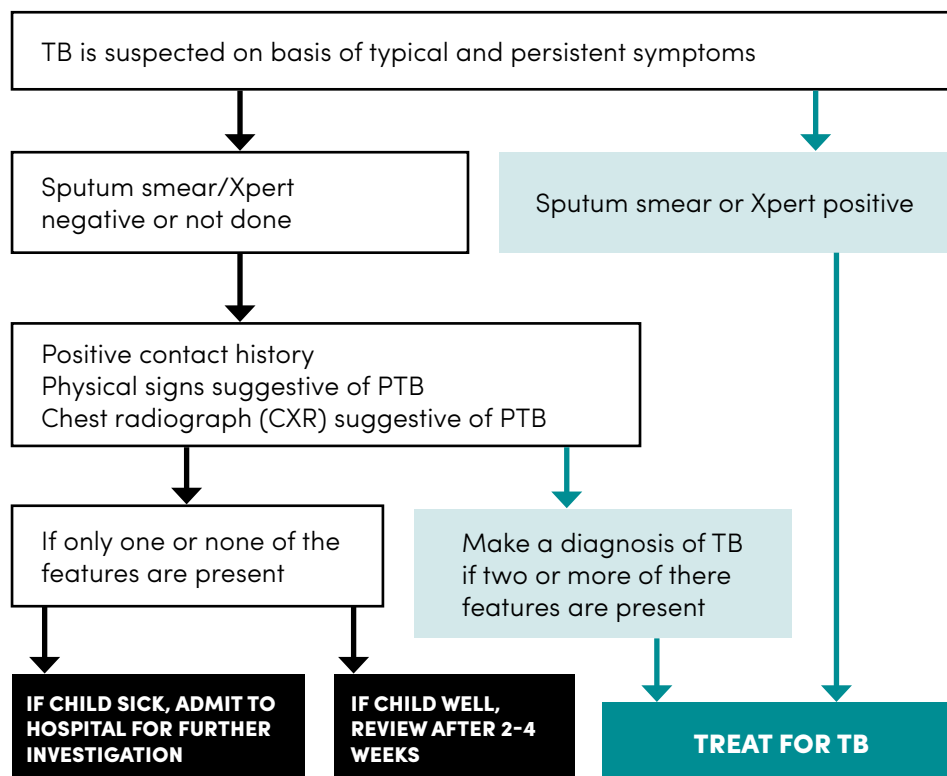 TB is suspected on basis of typical and persistent symptoms
Sputum smear/Xpert
negative or not done
Sputum smear or Xpert positive
Positive contact history
Physical signs suggestive of PTB
Chest radiograph (CXR) suggestive of PTB
If only one or none of the
features are present
Make a diagnosis of TB
if two or more of there
features are present
IF CHILD SICK, ADMIT TO
HOSPITAL FOR FURTHER
INVESTIGATION
IF CHILD WELL,
REVIEW AFTER 2-4
WEEKS
TREAT FOR TB